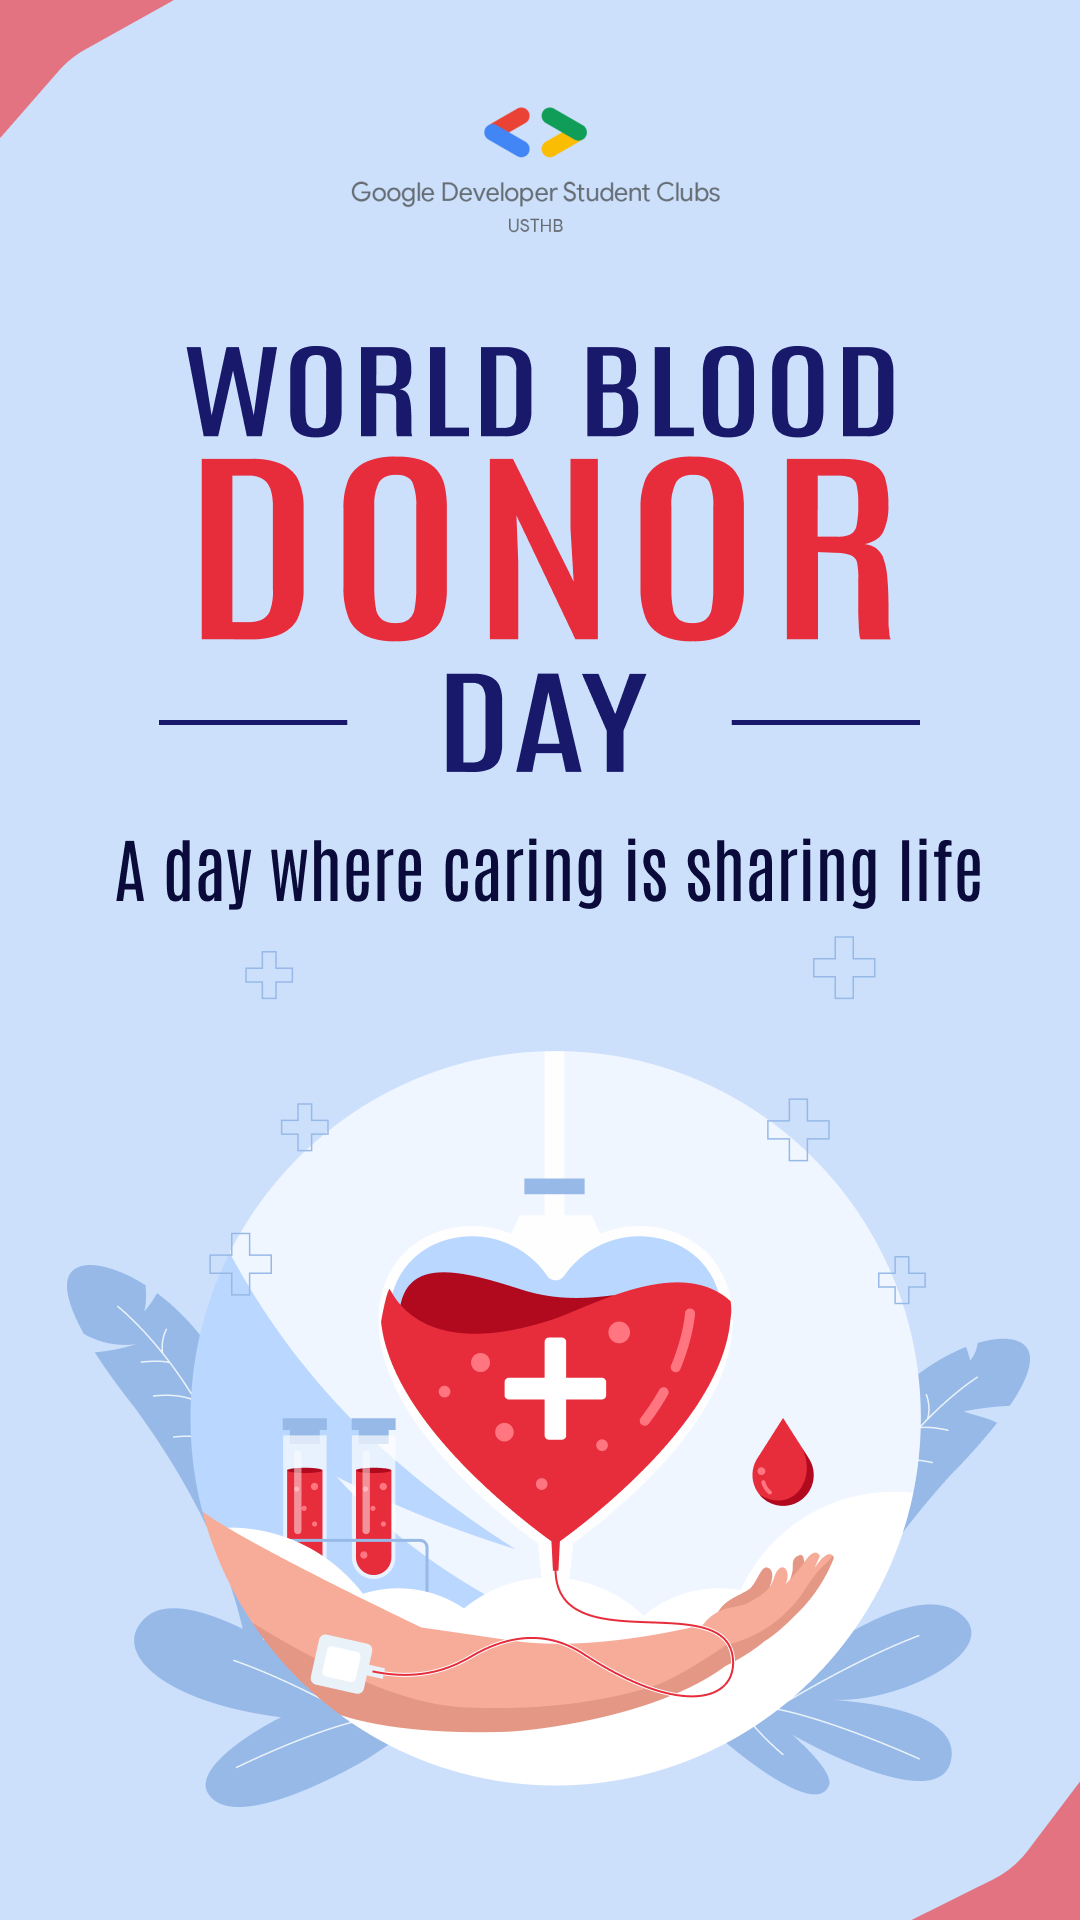 Google Developer Student Clubs
USTHB
WORLD BLOOD
DONOR
DAY
A day where caring is sharing life